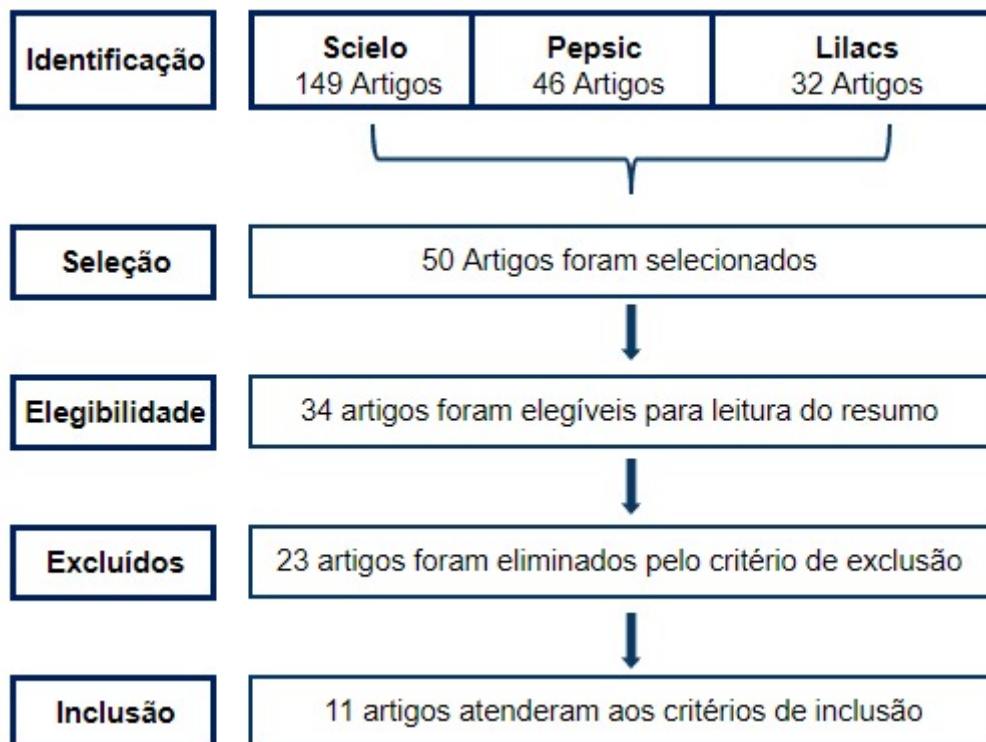 Identificação
Scielo
149 Artigos
Pepsic
46 Artigos
Lilacs
32 Artigos
Seleção
50 Artigos foram selecionados
Elegibilidade
34 artigos foram elegíveis para leitura do resumo
Excluídos
23 artigos foram eliminados pelo critério de exclusão
Inclusão
11 artigos atenderam aos critérios de inclusão